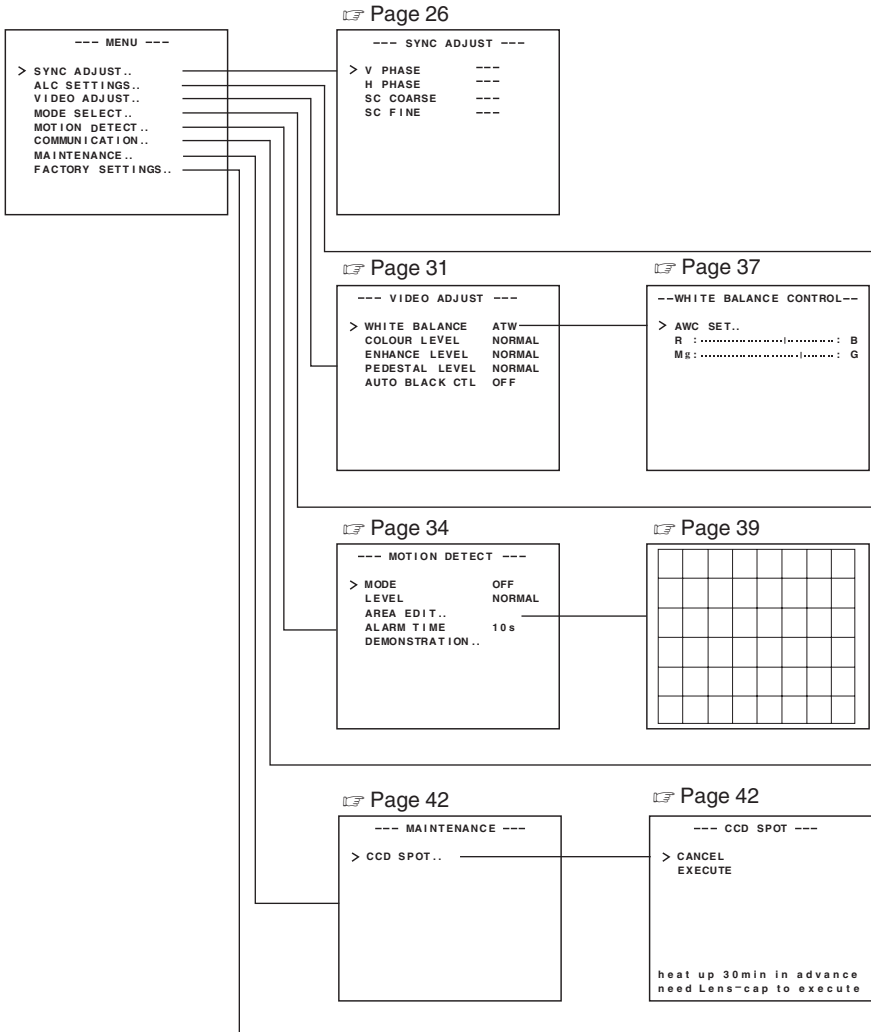 ☞ Page 26
--- MENU ---
> SYNC ADJUST..
ALC SETTINGS..
VIDEO ADJUST..
MODE SELECT..
MOTION DETECT..
COMMUNICATION..
MAINTENANCE..
FACTORY SETTINGS..
--- SYNC ADJUST ---
> V PHASE ---
H PHASE ---
SC COARSE ---
SC FINE ---
☞ Page 31
--- VIDEO ADJUST ---
> WHITE BALANCE ATW
COLOUR LEVEL NORMAL
ENHANCE LEVEL NORMAL
PEDESTAL LEVEL NORMAL
AUTO BLACK CTL OFF
☞ Page 37
--WHITE BALANCE CONTROL--
> AWC SET..
R :....................|............: B
Mg:........................|........: G
☞ Page 34
--- MOTION DETECT ---
> MODE OFF
LEVEL NORMAL
AREA EDIT..
ALARM TIME 10s
DEMONSTRATION..
☞ Page 39
☞ Page 42
--- MAINTENANCE ---
> CCD SPOT..
☞ Page 42
--- CCD SPOT ---
> CANCEL
EXECUTE
heat up 30min in advance
need Lens-cap to execute